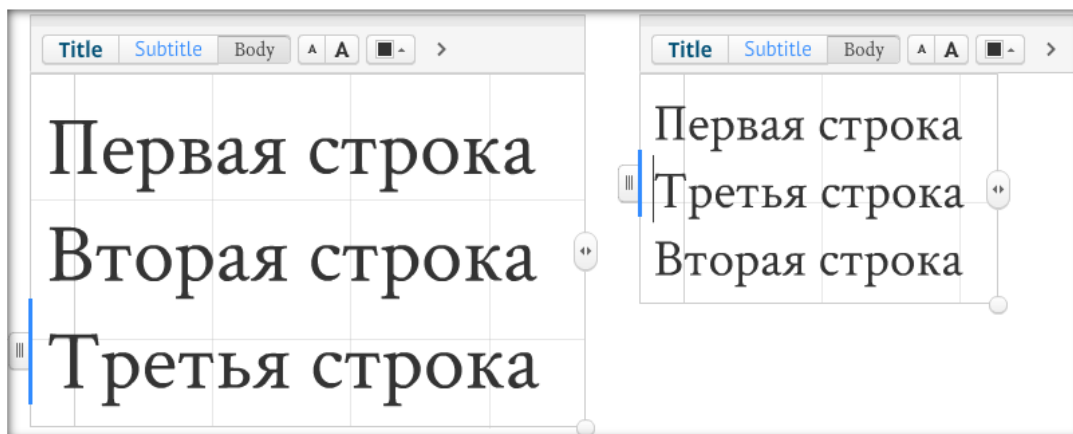 Title Subtitle Body A A
Первая строка
Вторая строка
Третья строка
Title Subtitle Body A A
Первая строка
Третья строка
Вторая строка